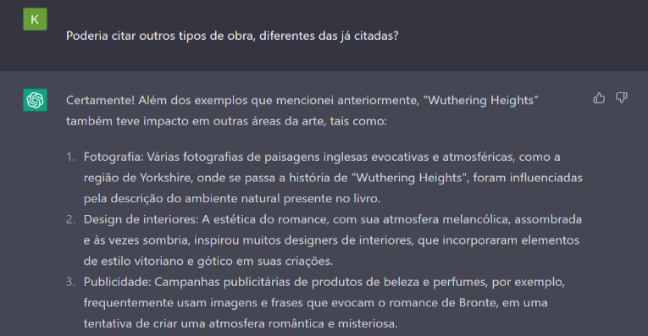 K
Poderia citar outros tipos de obra, diferentes das já citadas?
Certamente! Além dos exemplos que mencionei anteriormente, "Wuthering Heights"
também teve impacto em outras áreas da arte, tais como:
1. Fotografia: Várias fotografias de paisagens inglesas evocativas e atmosféricas, como a
região de Yorkshire, onde se passa a história de "Wuthering Heights", foram influenciadas
pela descrição do ambiente natural presente no livro.
2. Design de interiores: A estética do romance, com sua atmosfera melancólica, assombrada
e às vezes sombria, inspirou muitos designers de interiores, que incorporaram elementos
de estilo vitoriano e gótico em suas criações.
3. Publicidade: Campanhas publicitárias de produtos de beleza e perfumes, por exemplo,
frequentemente usam imagens e frases que evocam o romance de Bronte, em uma
tentativa de criar uma atmosfera romântica e misteriosa.